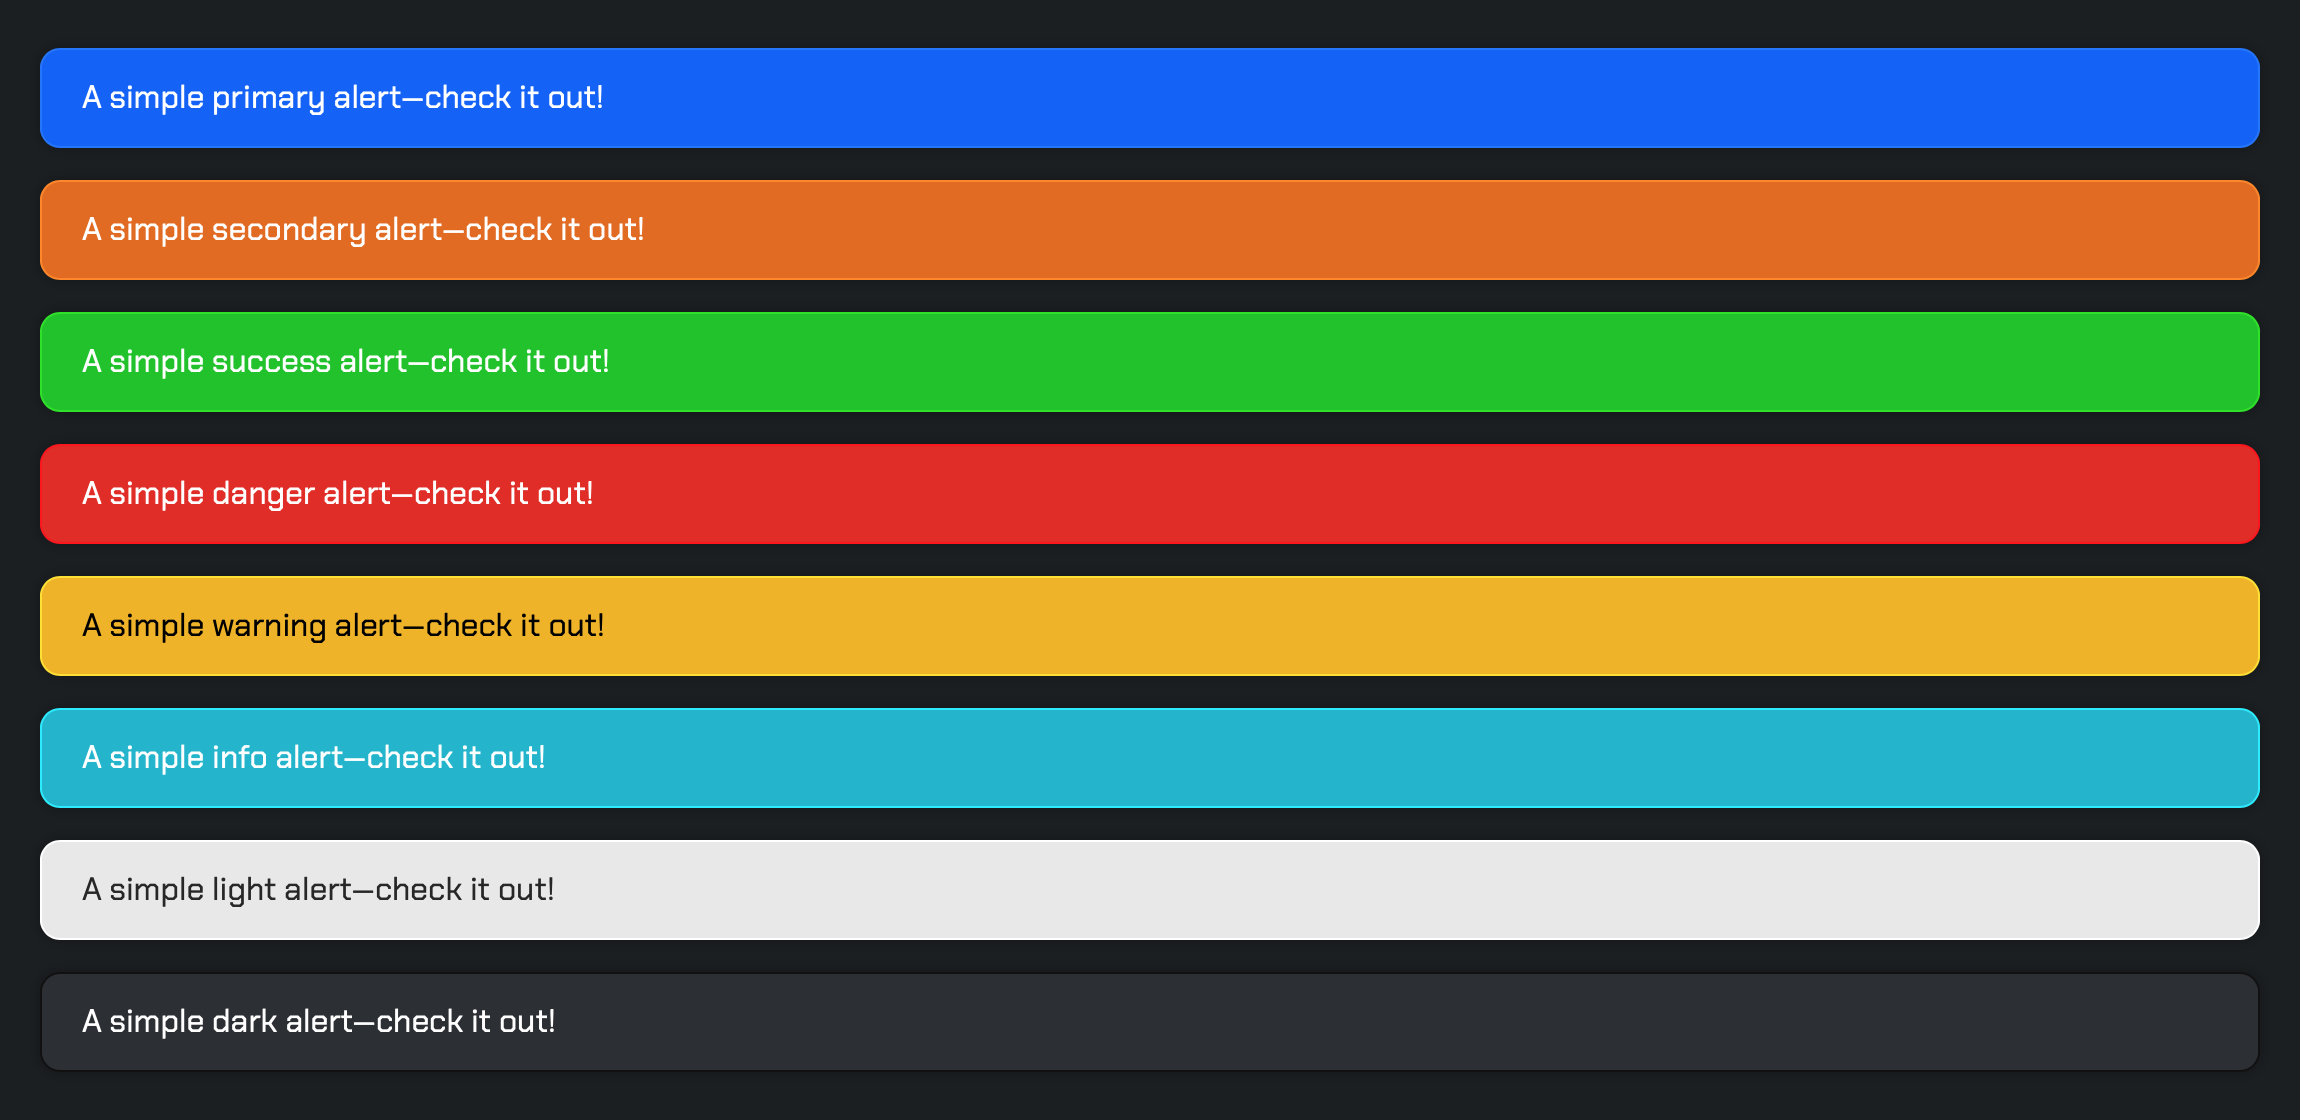 A simple primary alert—check it out!
A simple secondary alert—check it out!
A simple success alert—check it out!
A simple danger alert—check it out!
A simple warning alert—check it out!
A simple info alert—check it out!
A simple light alert—check it out!
A simple dark alert—check it out!